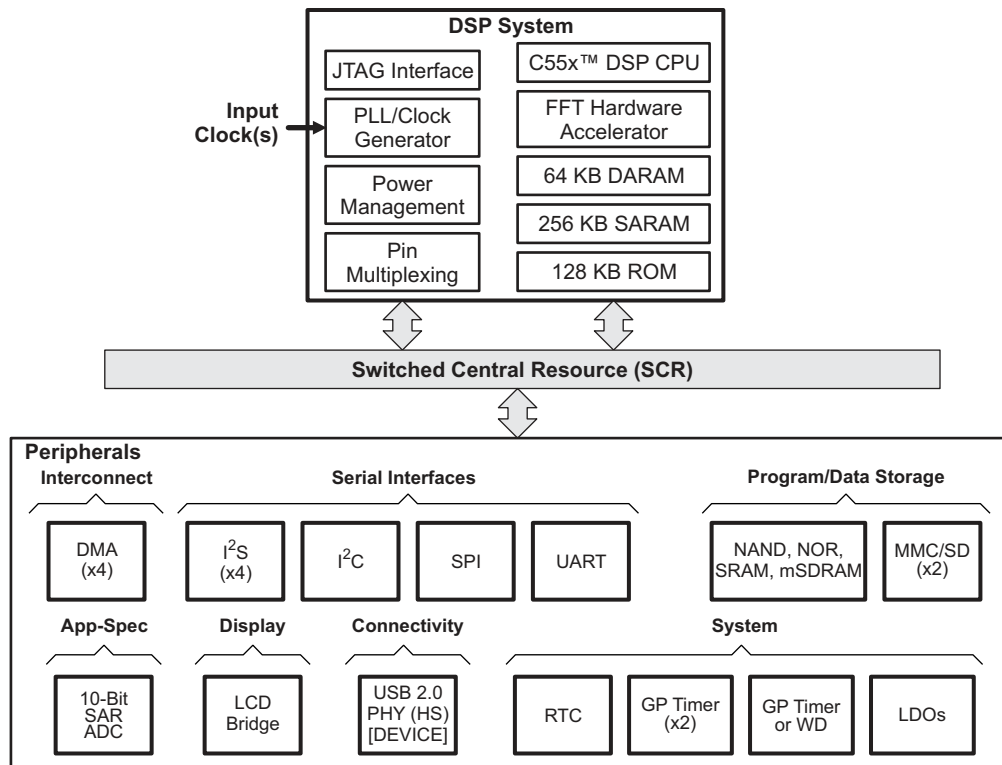 DSP System
JTAG Interface
C55x™ DSP CPU
Input
Clock(s)
PLL/Clock
Generator
FFT Hardware
Accelerator
Power
Management
64 KB DARAM
256 KB SARAM
Pin
Multiplexing
128 KB ROM
Switched Central Resource (SCR)
Peripherals
Interconnect
Serial Interfaces
Program/Data Storage
DMA
(x4)
I²S
(x4)
I²C
SPI
UART
NAND, NOR,
SRAM, mSDRAM
MMC/SD
(x2)
App-Spec
Display
Connectivity
System
10-Bit
SAR
ADC
LCD
Bridge
USB 2.0
PHY (HS)
[DEVICE]
RTC
GP Timer
(x2)
GP Timer
or WD
LDOs